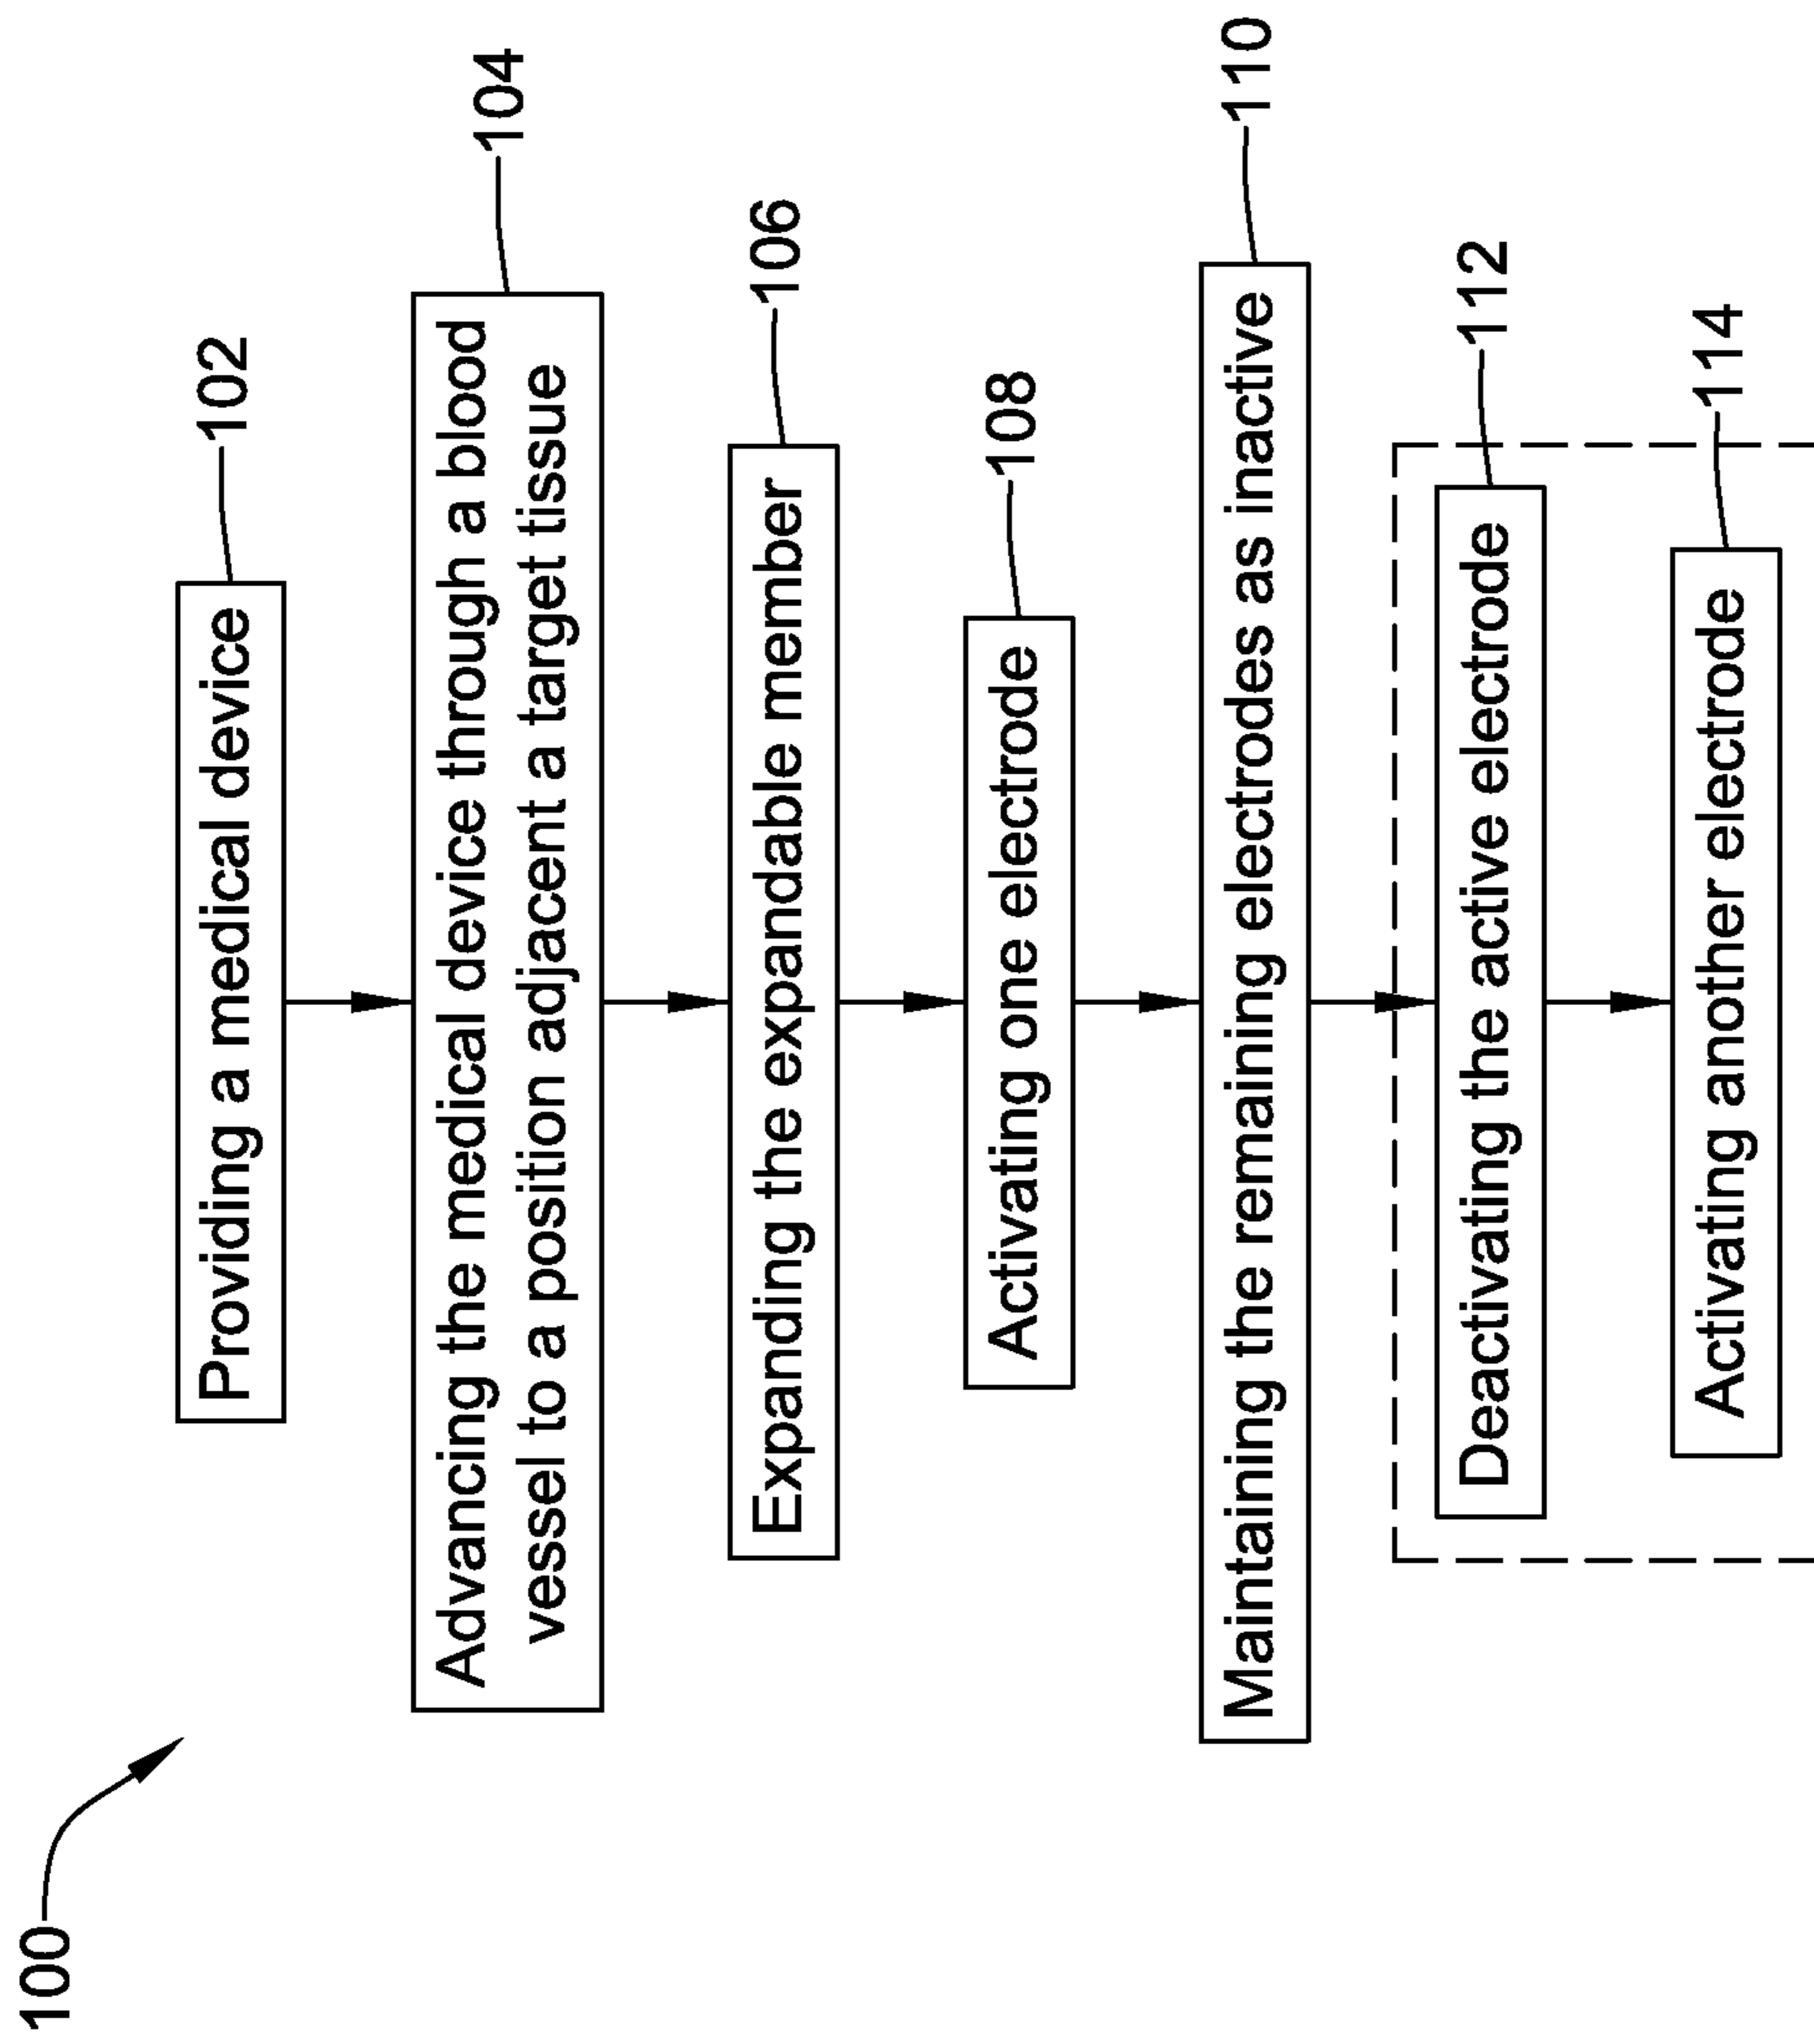 100
Providing a medical device
102
Advancing the medical device through a blood
vessel to a position adjacent a target tissue
104
Expanding the expandable member
106
Activating one electrode
108
Maintaining the remaining electrodes as inactive
110
Deactivating the active electrode
112
Activating another electrode
114